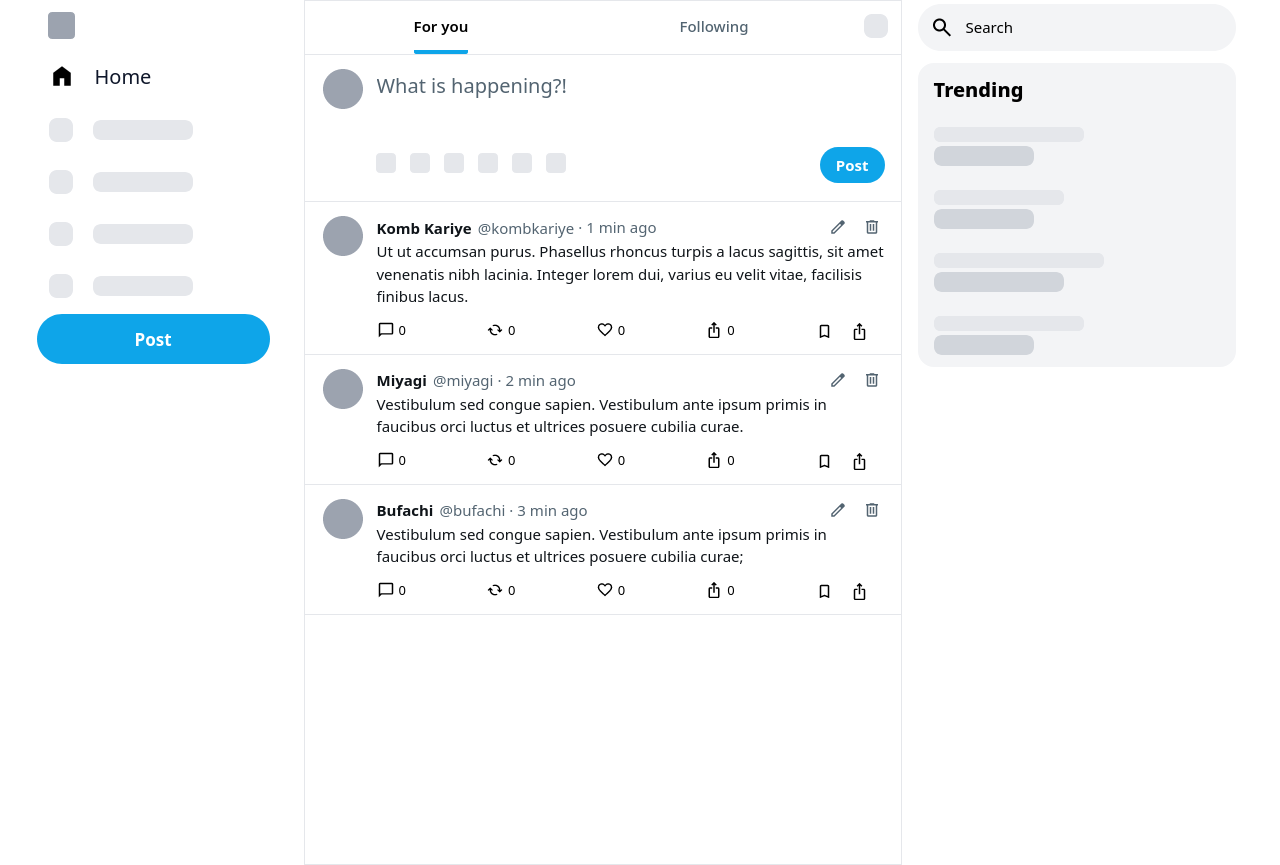 Home
Post
For you
Following
What is happening?!
Post
Komb Kariye @kombkariye · 1 min ago
Ut ut accumsan purus. Phasellus rhoncus turpis a lacus sagittis, sit amet
venenatis nibh lacinia. Integer lorem dui, varius eu velit vitae, facilisis
finibus lacus.
0 0 0 0
Miyagi @miyagi · 2 min ago
Vestibulum sed congue sapien. Vestibulum ante ipsum primis in
faucibus orci luctus et ultrices posuere cubilia curae.
0 0 0 0
Bufachi @bufachi · 3 min ago
Vestibulum sed congue sapien. Vestibulum ante ipsum primis in
faucibus orci luctus et ultrices posuere cubilia curae;
0 0 0 0
Search
Trending